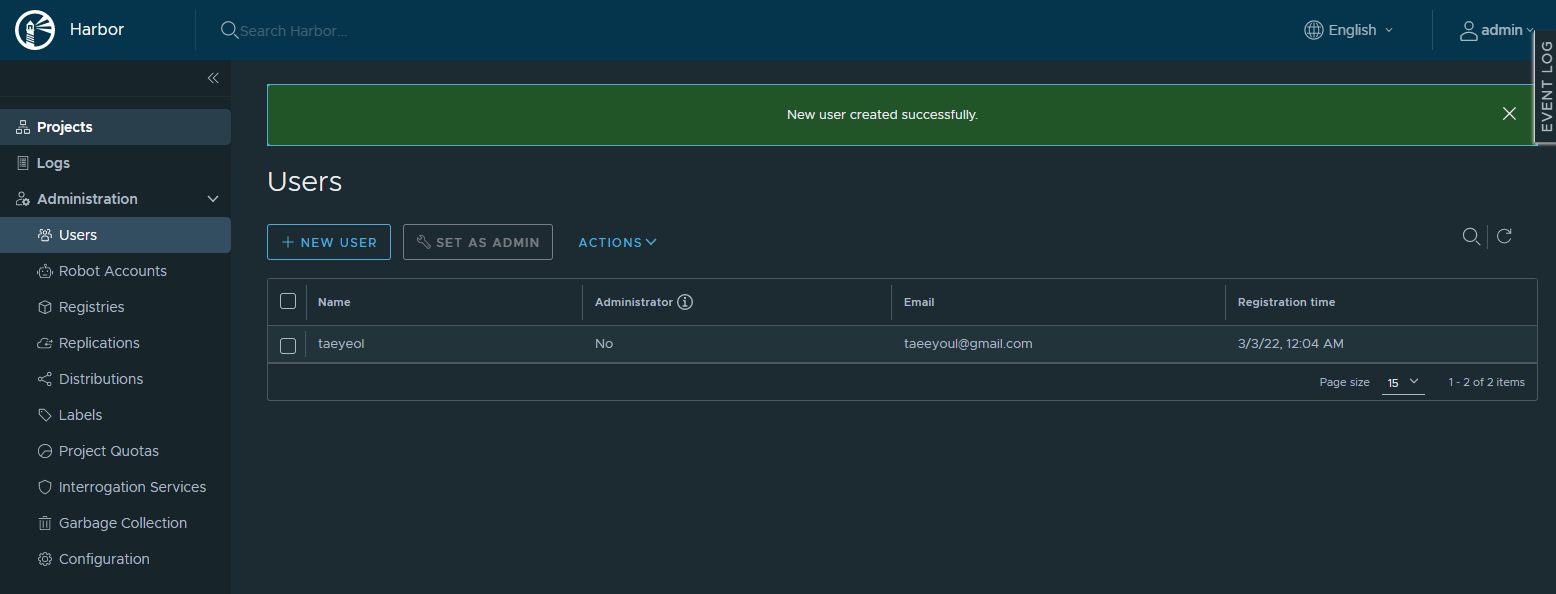 Harbor
Search Harbor...
English
admin
EVENT LOG
Projects
Logs
Administration
Users
Robot Accounts
Registries
Replications
Distributions
Labels
Project Quotas
Interrogation Services
Garbage Collection
Configuration
New user created successfully.
Users
+ NEW USER
SET AS ADMIN
ACTIONS
Name Administrator Email Registration time
taeyeol No taeeyoul@gmail.com 3/3/22, 12:04 AM
Page size 15 1 - 2 of 2 items